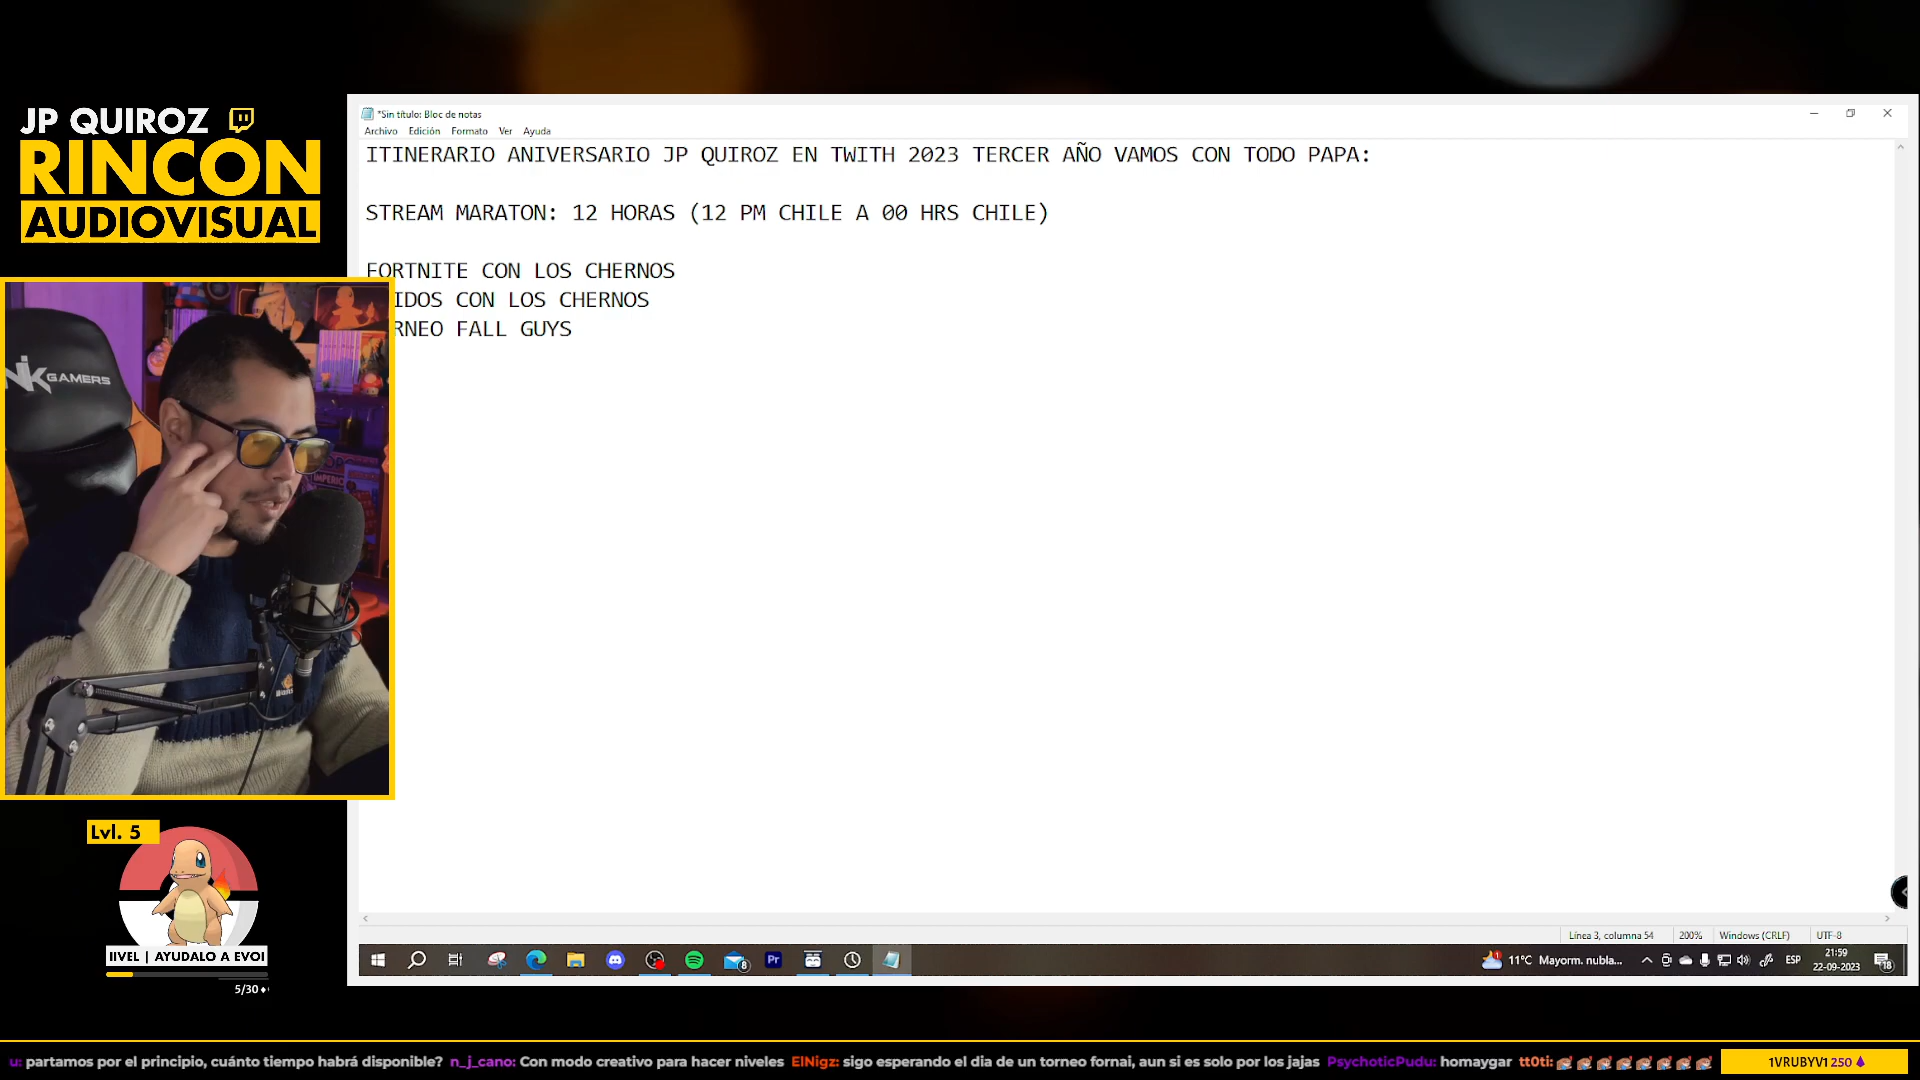 JP QUIROZ
RINCON
AUDIOVISUAL
*Sin título: Bloc de notas
Archivo Edición Formato Ver Ayuda
ITINERARIO ANIVERSARIO JP QUIROZ EN TWITH 2023 TERCER AÑO VAMOS CON TODO PAPA:
STREAM MARATON: 12 HORAS (12 PM CHILE A 00 HRS CHILE)
FORTNITE CON LOS CHERNOS
IDOS CON LOS CHERNOS
RNEO FALL GUYS
NK GAMERS
Lvl. 5
IIVEL | AYUDALO A EVOI
5/30
Línea 3, columna 54 200% Windows (CRLF) UTF-8
Pr
8
11°C Mayorm. nubla...
ESP
21:59
22-09-2023
18
u: partamos por el principio, cuánto tiempo habrá disponible? n_j_cano: Con modo creativo para hacer niveles ElNigz: sigo esperando el dia de un torneo fornai, aun si es solo por los jajas PsychoticPudu: homaygar tt0ti:
1VRUBYV1 250